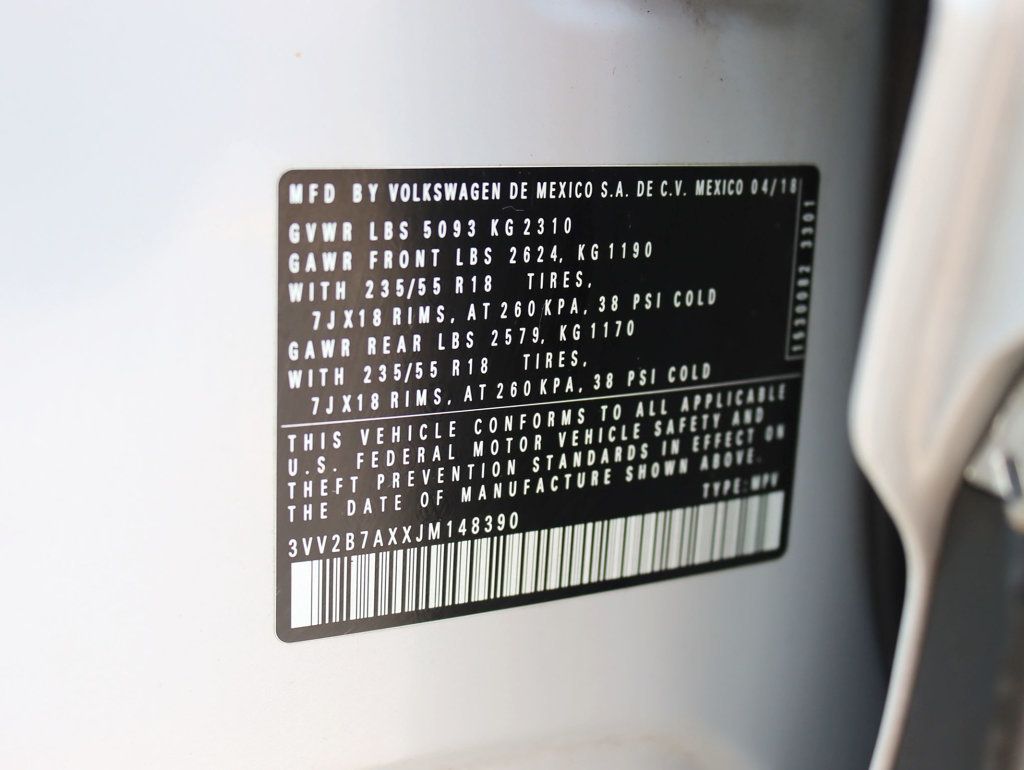 MFD BY VOLKSWAGEN DE MEXICO S.A. DE C.V. MEXICO 04/18
GVWR LBS 5093 KG 2310
GAWR FRONT LBS 2624, KG 1190
WITH 235/55 R18 TIRES,
7JX18 RIMS, AT 260 KPA, 38 PSI COLD
GAWR REAR LBS 2579, KG 1170
WITH 235/55 R18 TIRES,
7JX18 RIMS, AT 260 KPA, 38 PSI COLD
THIS VEHICLE CONFORMS TO ALL APPLICABLE
U.S. FEDERAL MOTOR VEHICLE SAFETY AND
THEFT PREVENTION STANDARDS IN EFFECT ON
THE DATE OF MANUFACTURE SHOWN ABOVE.
TYPE: MPV
3VV2B7AXXJM148390
3301